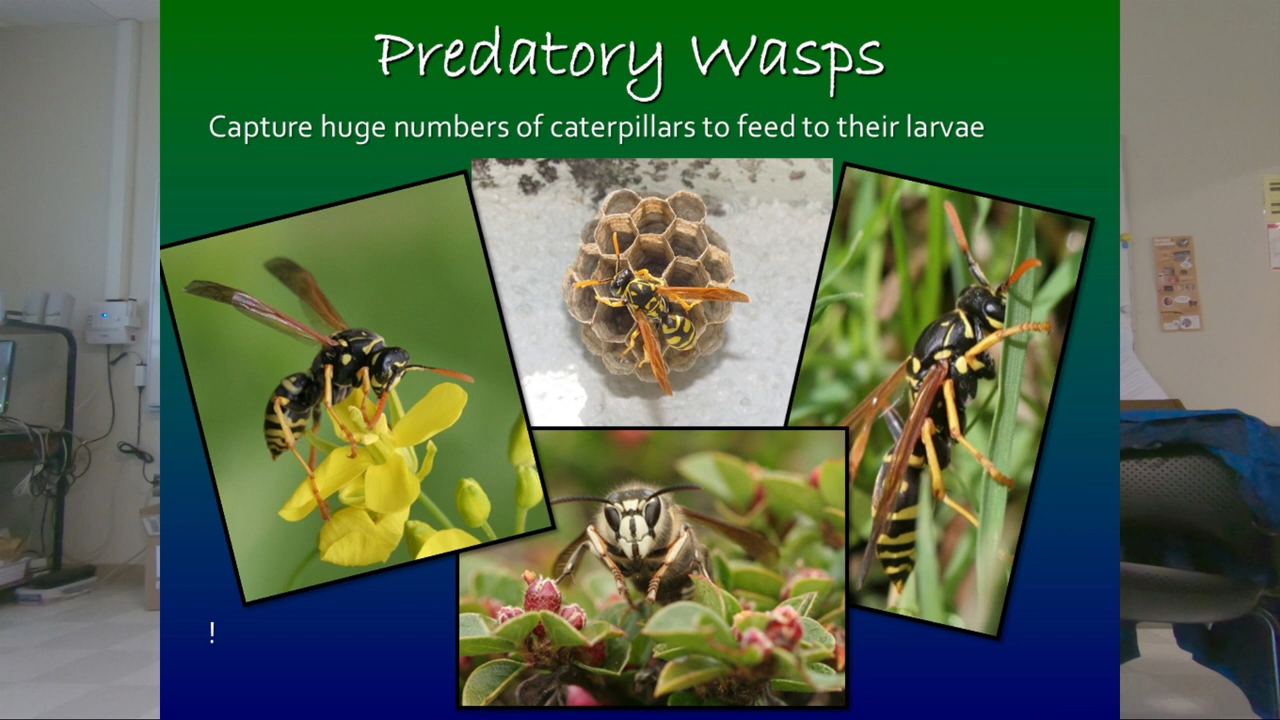 Predatory Wasps
Capture huge numbers of caterpillars to feed to their larvae
!